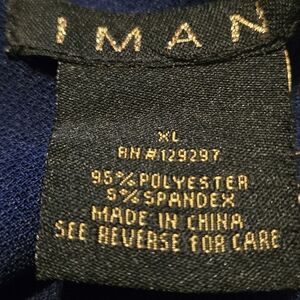 IMAN
XL
RN#129297
95%POLYESTER
5%SPANDEX
MADE IN CHINA
SEE REVERSE FOR CARE